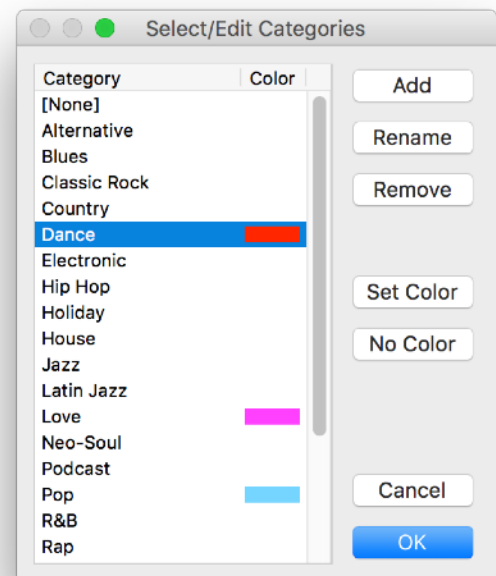 Select/Edit Categories
Category Color
[None]
Alternative
Blues
Classic Rock
Country
Dance
Electronic
Hip Hop
Holiday
House
Jazz
Latin Jazz
Love
Neo-Soul
Podcast
Pop
R&B
Rap
Add
Rename
Remove
Set Color
No Color
Cancel
OK